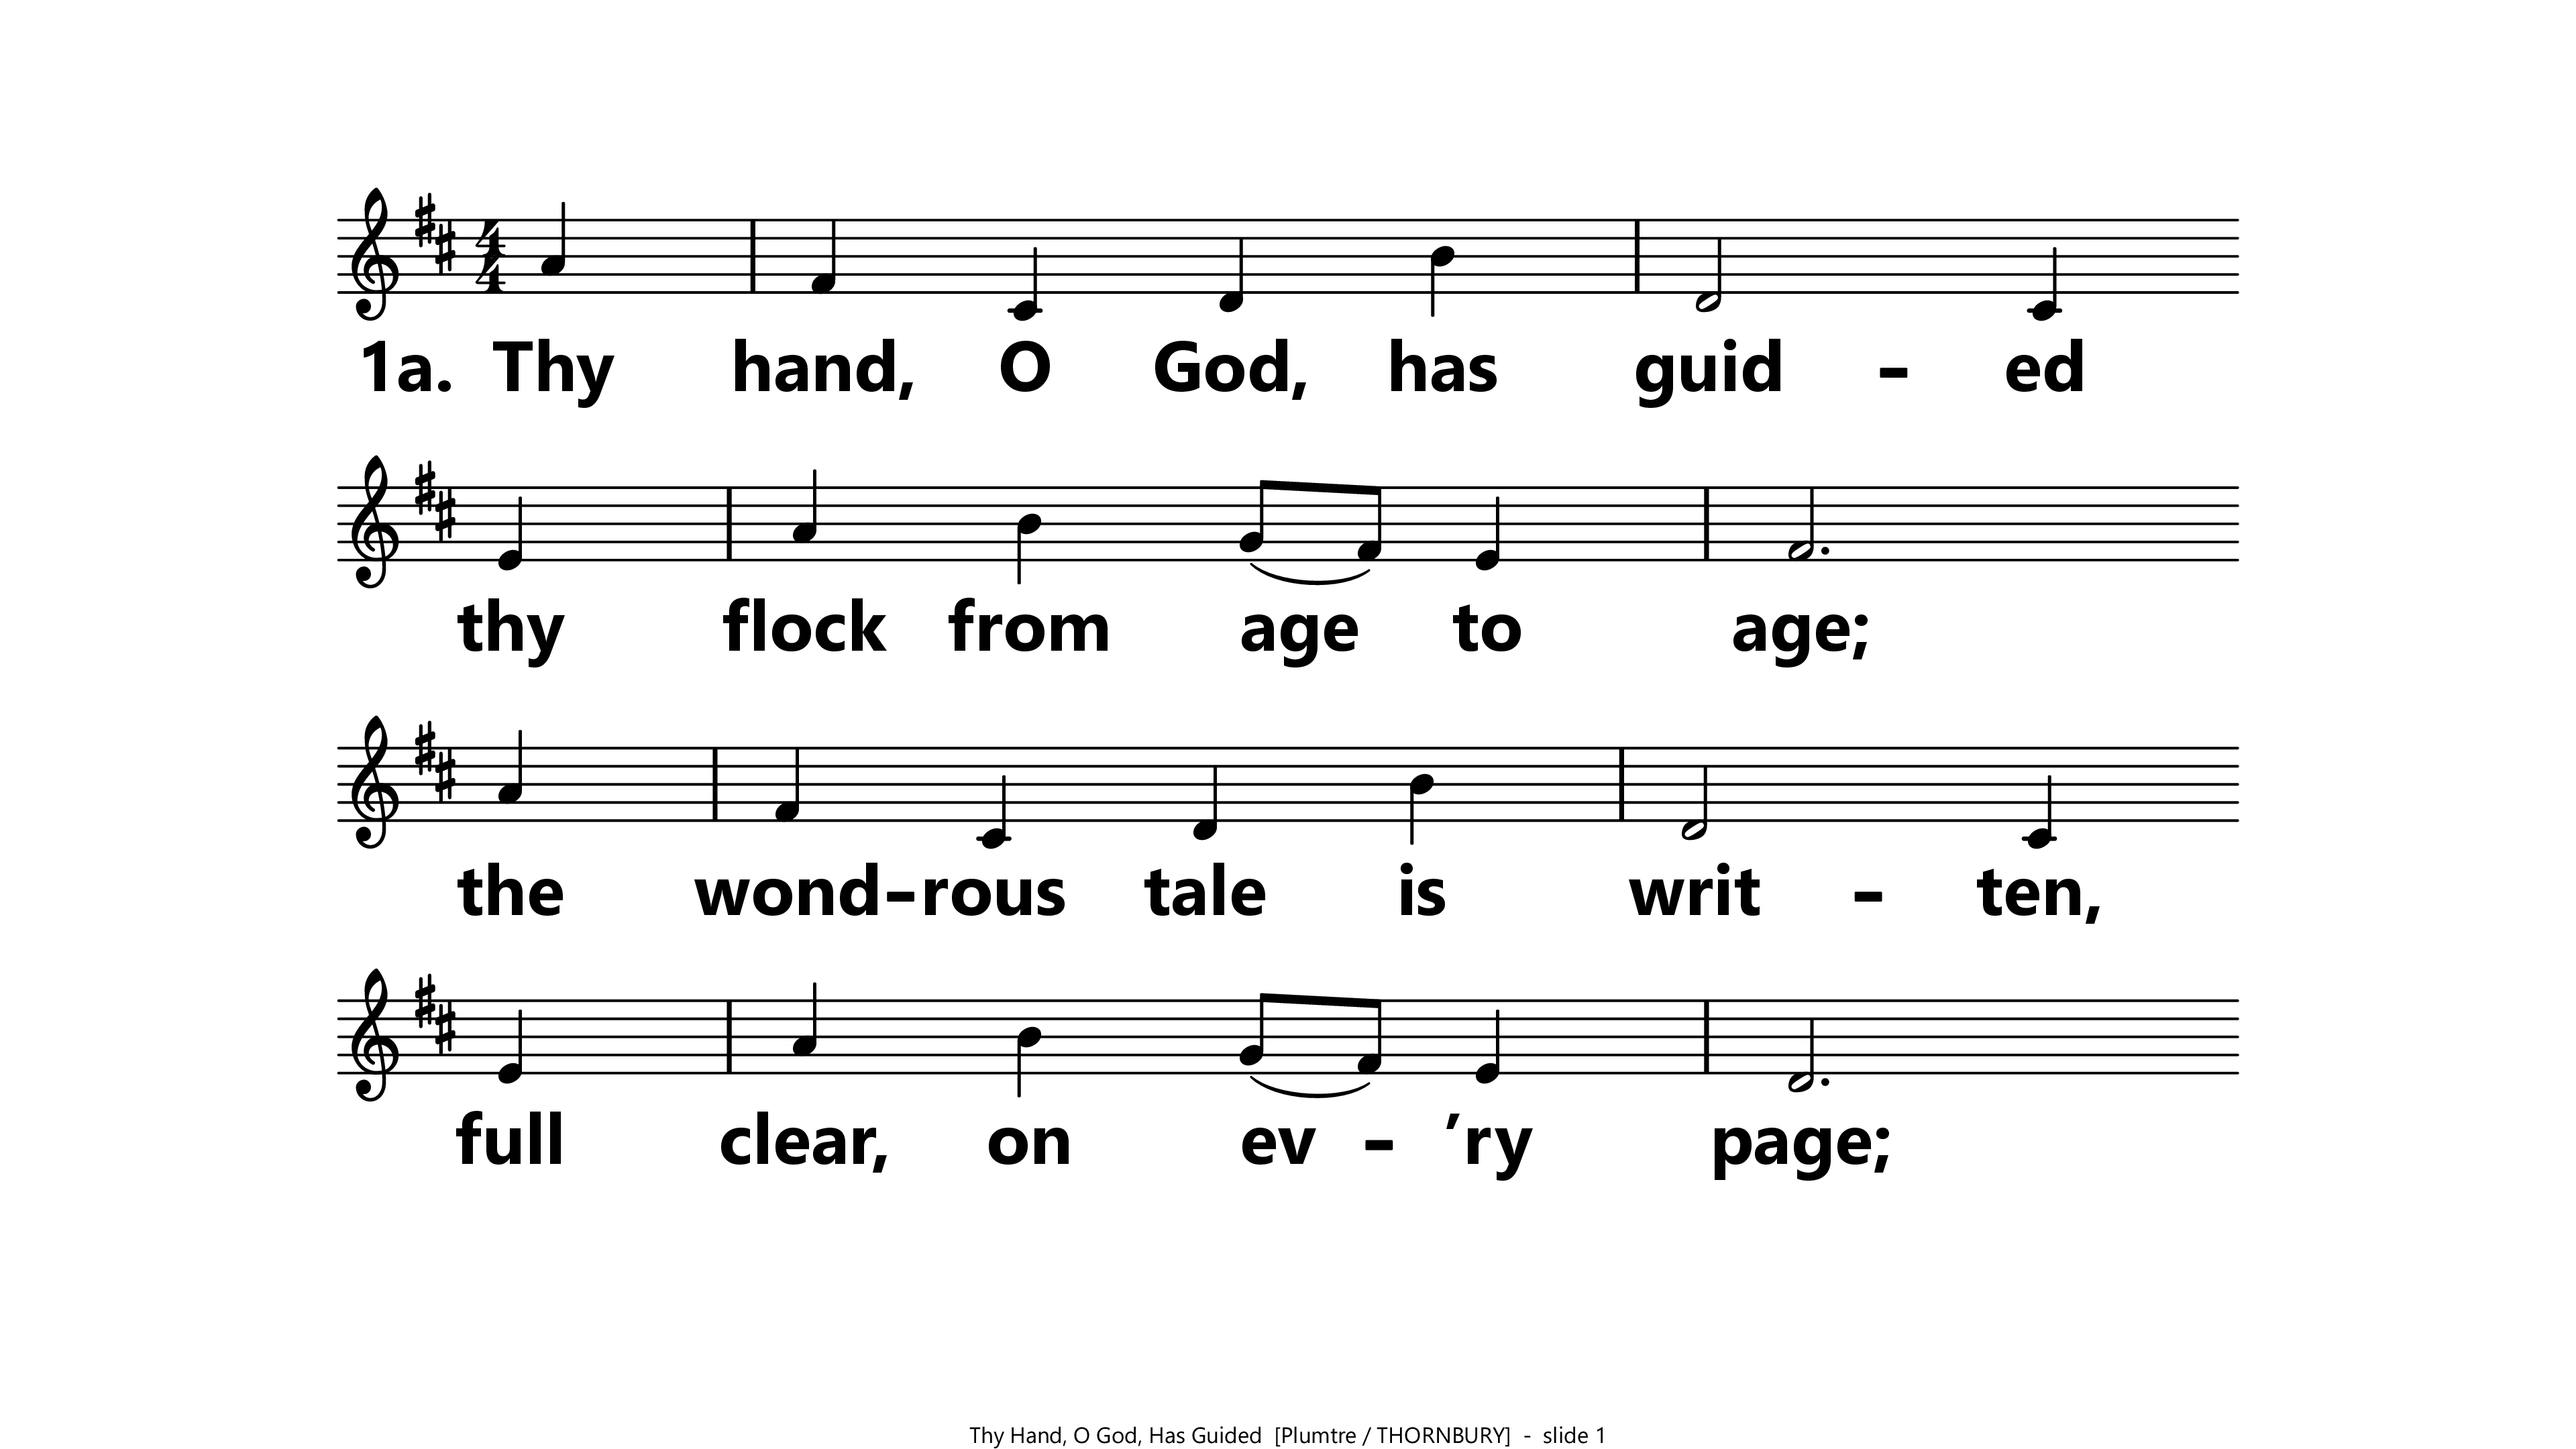 1a. Thy hand, O God, has guid - ed
thy flock from age to age;
the wond-rous tale is writ - ten,
full clear, on ev - ’ry page;
Thy Hand, O God, Has Guided [Plumtre / THORNBURY] - slide 1